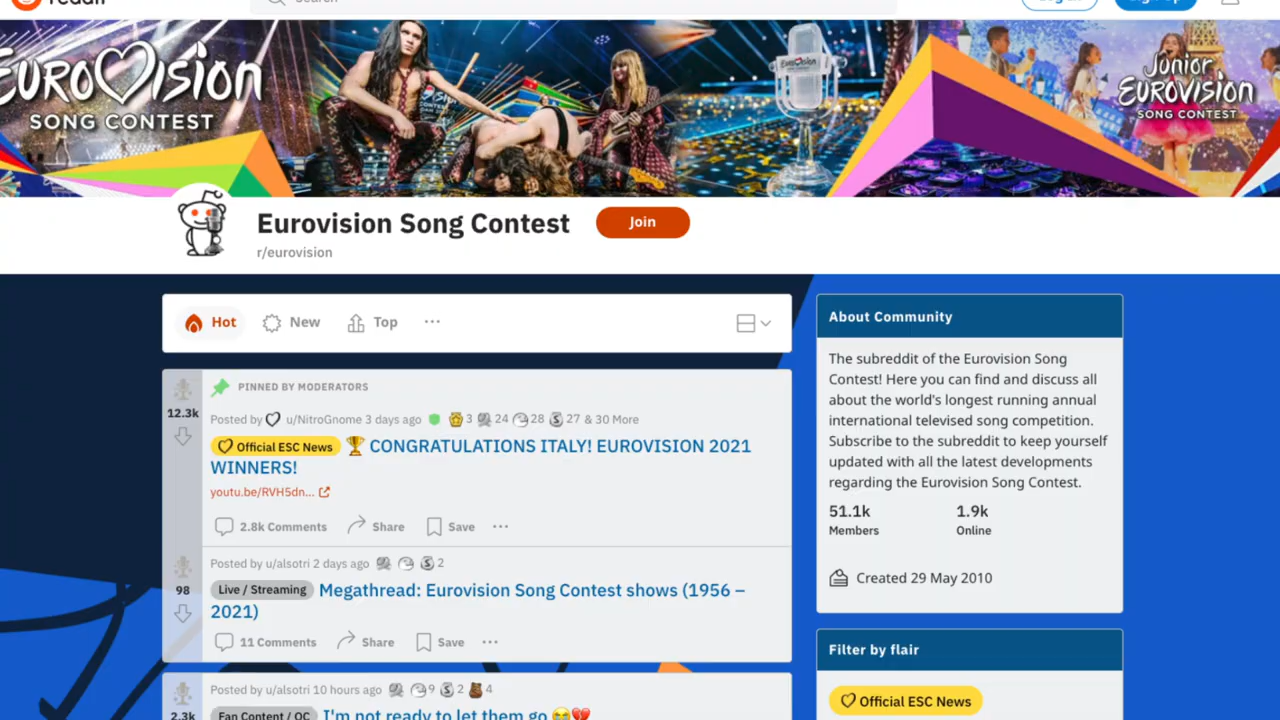 reddit
Search
Log In
Sign Up
EUROVISION
SONG CONTEST
Junior
EUROVISION
SONG CONTEST
Eurovision Song Contest
Join
r/eurovision
Hot
New
Top
PINNED BY MODERATORS
12.3k
Posted by u/NitroGnome 3 days ago 3 24 28 27 & 30 More
Official ESC News 🏆 CONGRATULATIONS ITALY! EUROVISION 2021
WINNERS!
youtu.be/RVH5dn...
2.8k Comments Share Save
Posted by u/alsotri 2 days ago 2
98
Live / Streaming Megathread: Eurovision Song Contest shows (1956 –
2021)
11 Comments Share Save
Posted by u/alsotri 10 hours ago 9 2 4
2.3k
Fan Content / OC I'm not ready to let them go 😭💔
About Community
The subreddit of the Eurovision Song
Contest! Here you can find and discuss all
about the world's longest running annual
international televised song competition.
Subscribe to the subreddit to keep yourself
updated with all the latest developments
regarding the Eurovision Song Contest.
51.1k 1.9k
Members Online
Created 29 May 2010
Filter by flair
Official ESC News